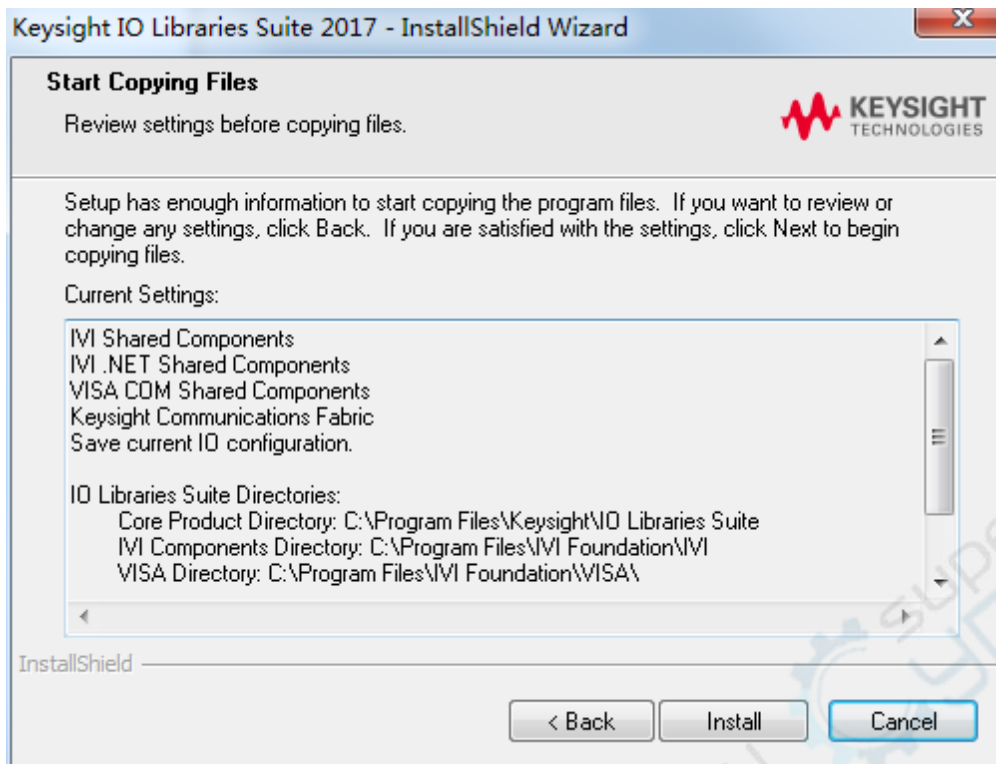 Keysight IO Libraries Suite 2017 - InstallShield Wizard
Start Copying Files
Review settings before copying files.
KEYSIGHT
TECHNOLOGIES
Setup has enough information to start copying the program files.  If you want to review or
change any settings, click Back.  If you are satisfied with the settings, click Next to begin
copying files.
Current Settings:
IVI Shared Components
IVI .NET Shared Components
VISA COM Shared Components
Keysight Communications Fabric
Save current IO configuration.
IO Libraries Suite Directories:
Core Product Directory: C:\Program Files\Keysight\IO Libraries Suite
IVI Components Directory: C:\Program Files\IVI Foundation\IVI
VISA Directory: C:\Program Files\IVI Foundation\VISA\
InstallShield
< Back
Install
Cancel